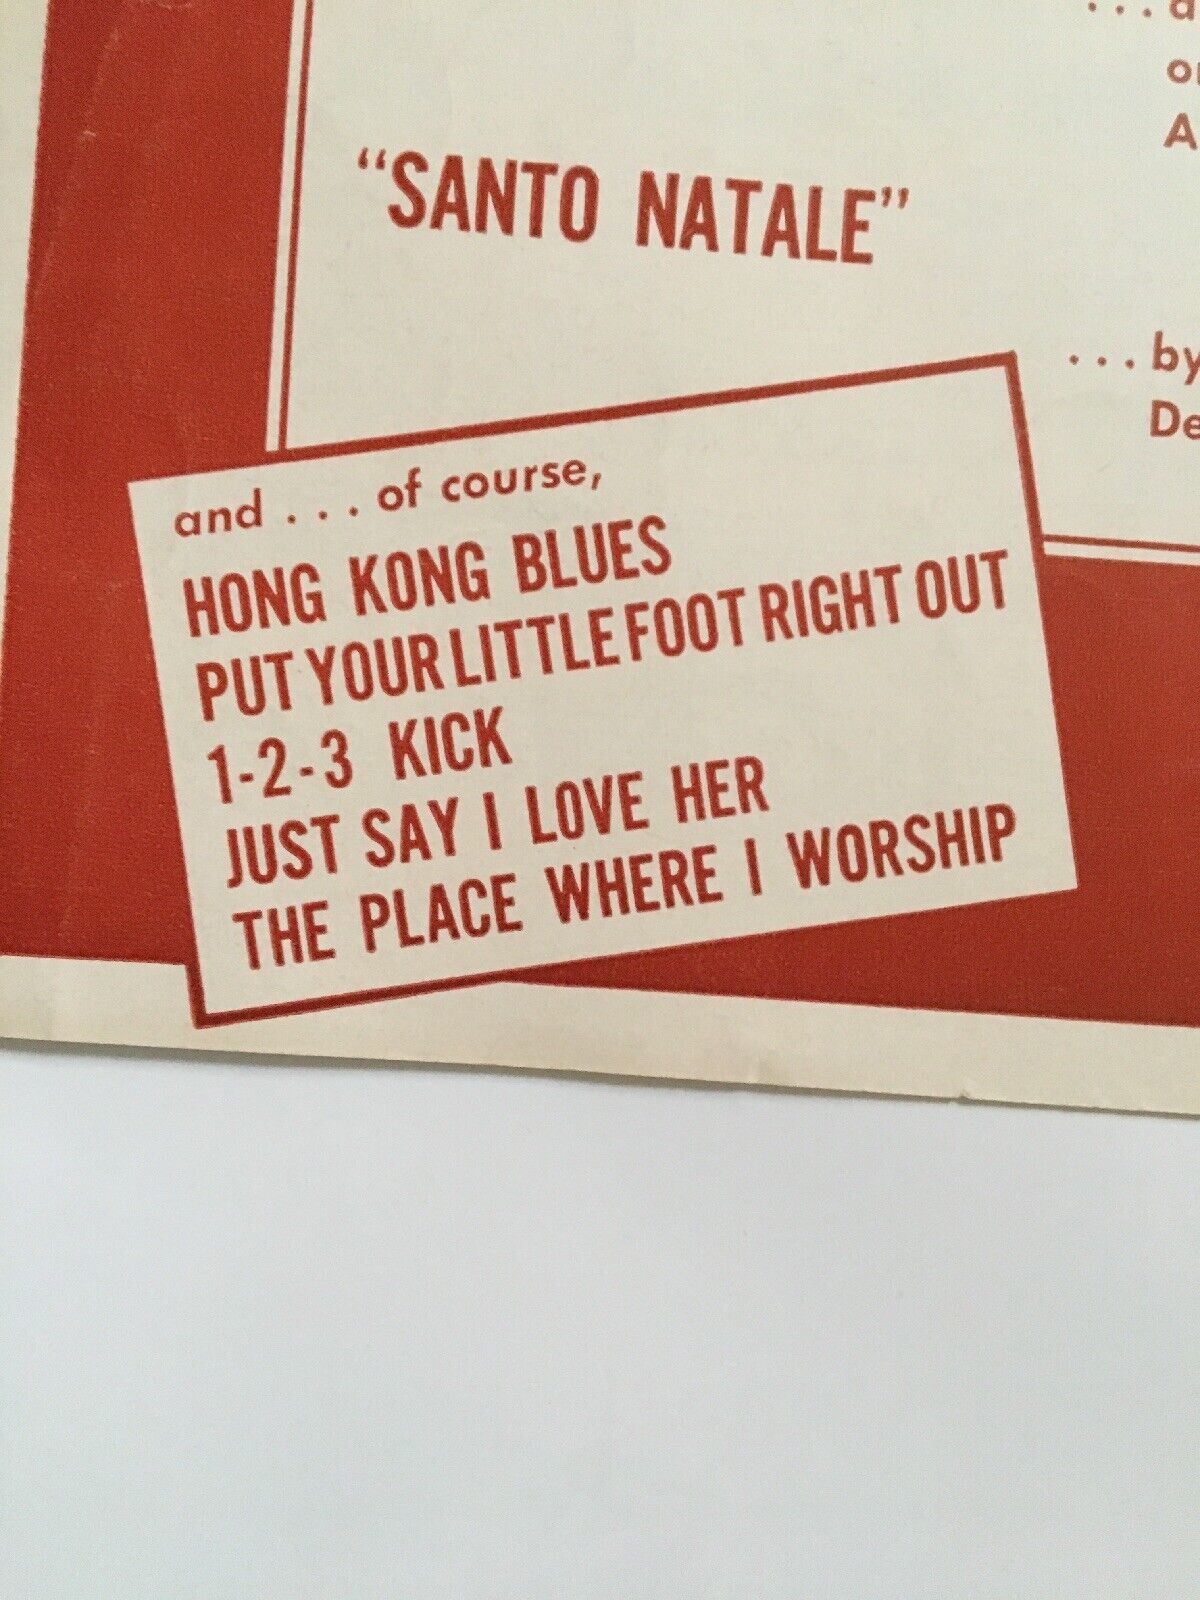 "SANTO NATALE"
... by
and . . . of course,
HONG KONG BLUES
PUT YOUR LITTLE FOOT RIGHT OUT
1-2-3 KICK
JUST SAY I LOVE HER
THE PLACE WHERE I WORSHIP